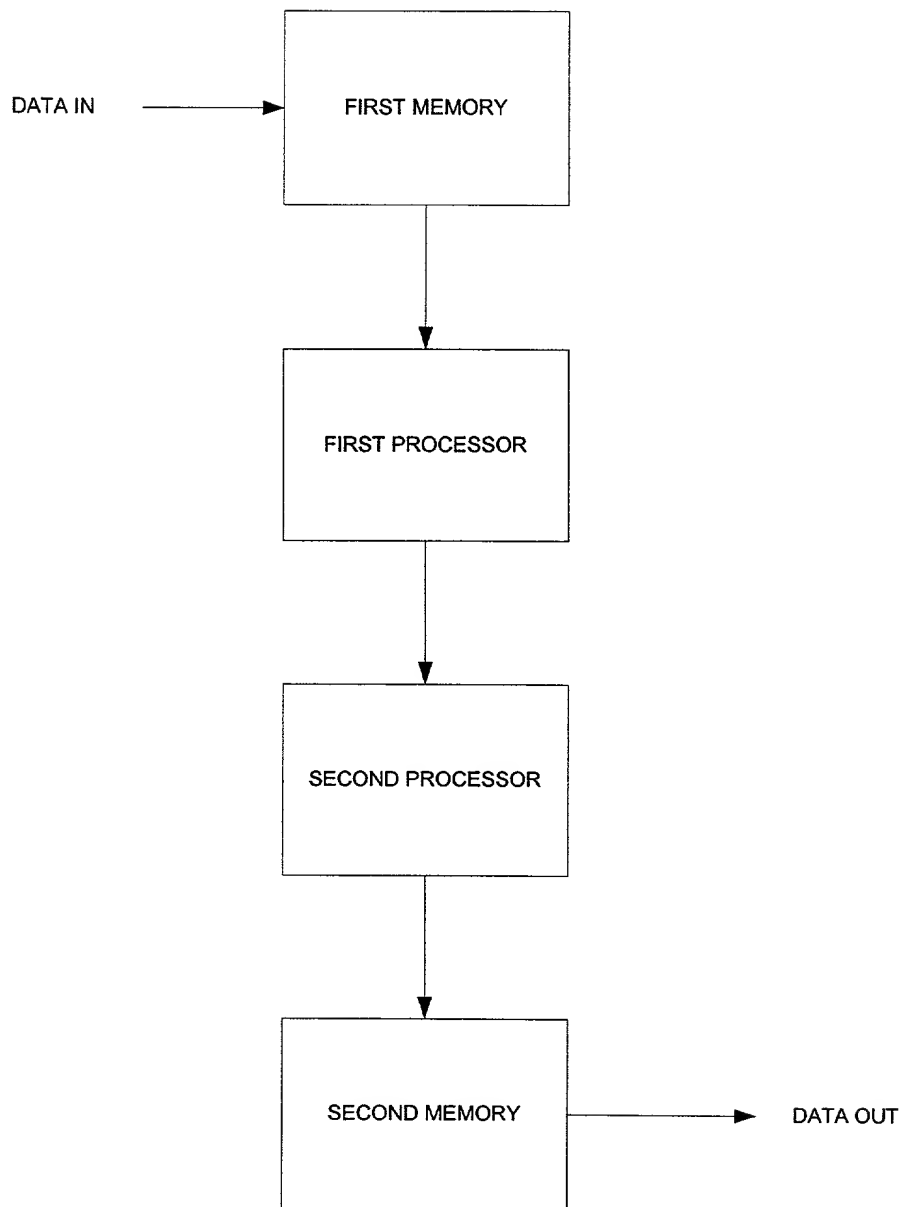 DATA IN
FIRST MEMORY
FIRST PROCESSOR
SECOND PROCESSOR
SECOND MEMORY
DATA OUT